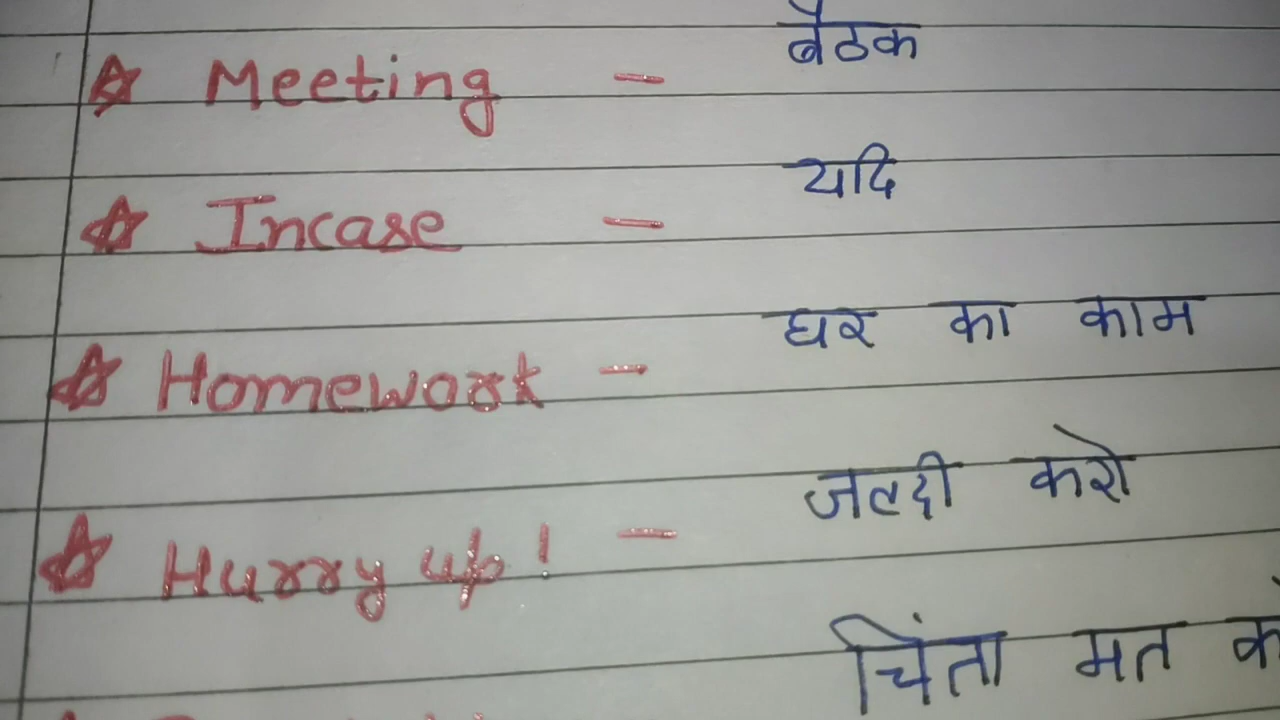 ☆ Meeting - बैठक
☆ Incase - यदि
☆ Homework - घर का काम
☆ Hurry up! - जल्दी करो
चिंता मत